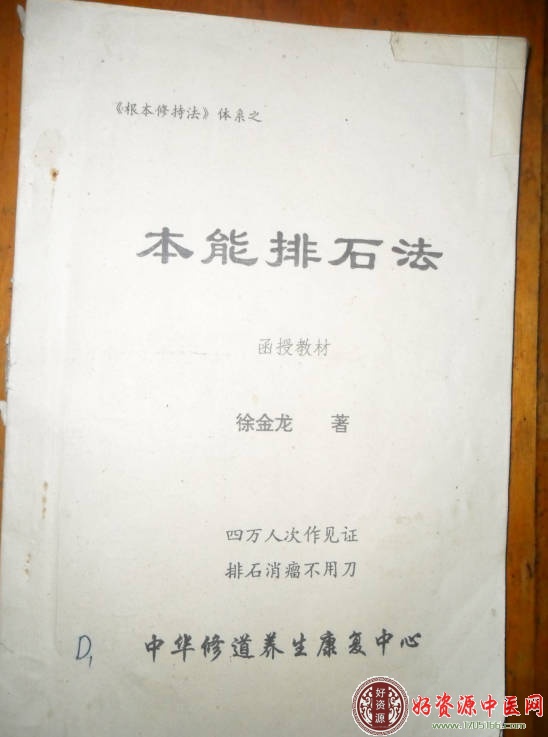 《根本修持法》体系之
本能排石法
函授教材
徐金龙 著
四万人次作见证
排石消瘤不用刀
D1
中华修道养生康复中心
好资源
好资源中医网